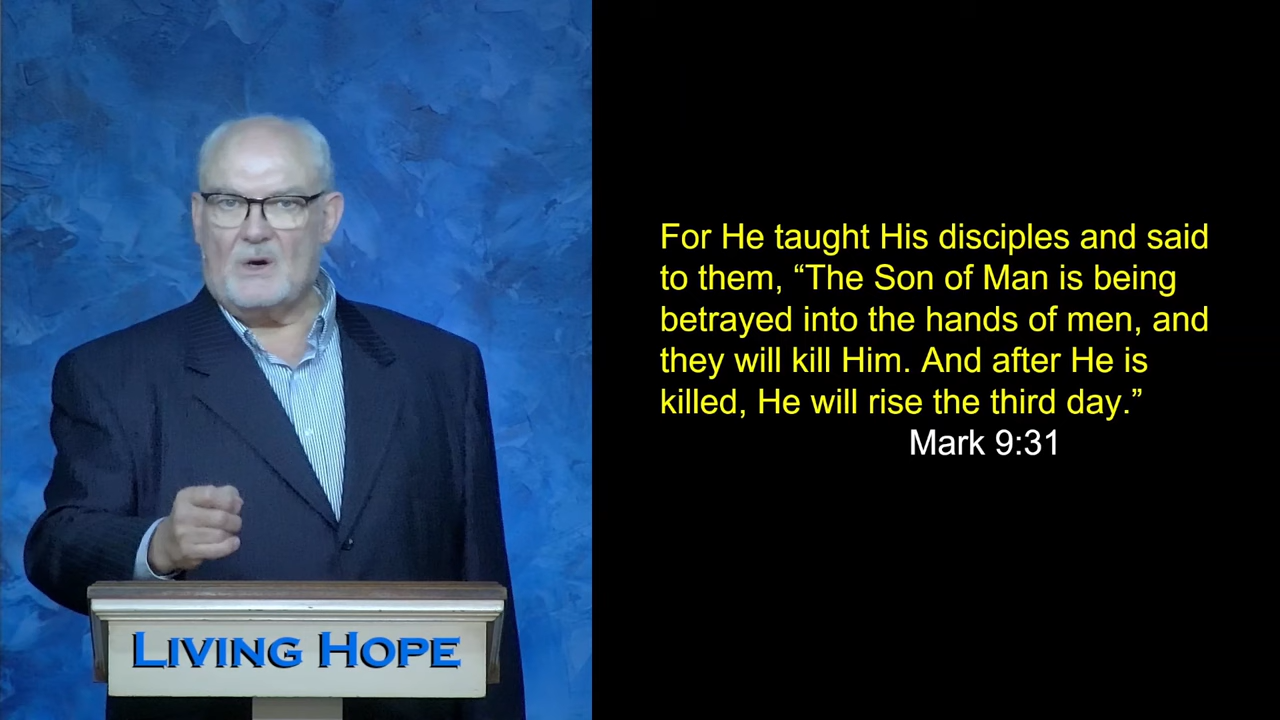 For He taught His disciples and said
to them, “The Son of Man is being
betrayed into the hands of men, and
they will kill Him. And after He is
killed, He will rise the third day.”
Mark 9:31
LIVING HOPE